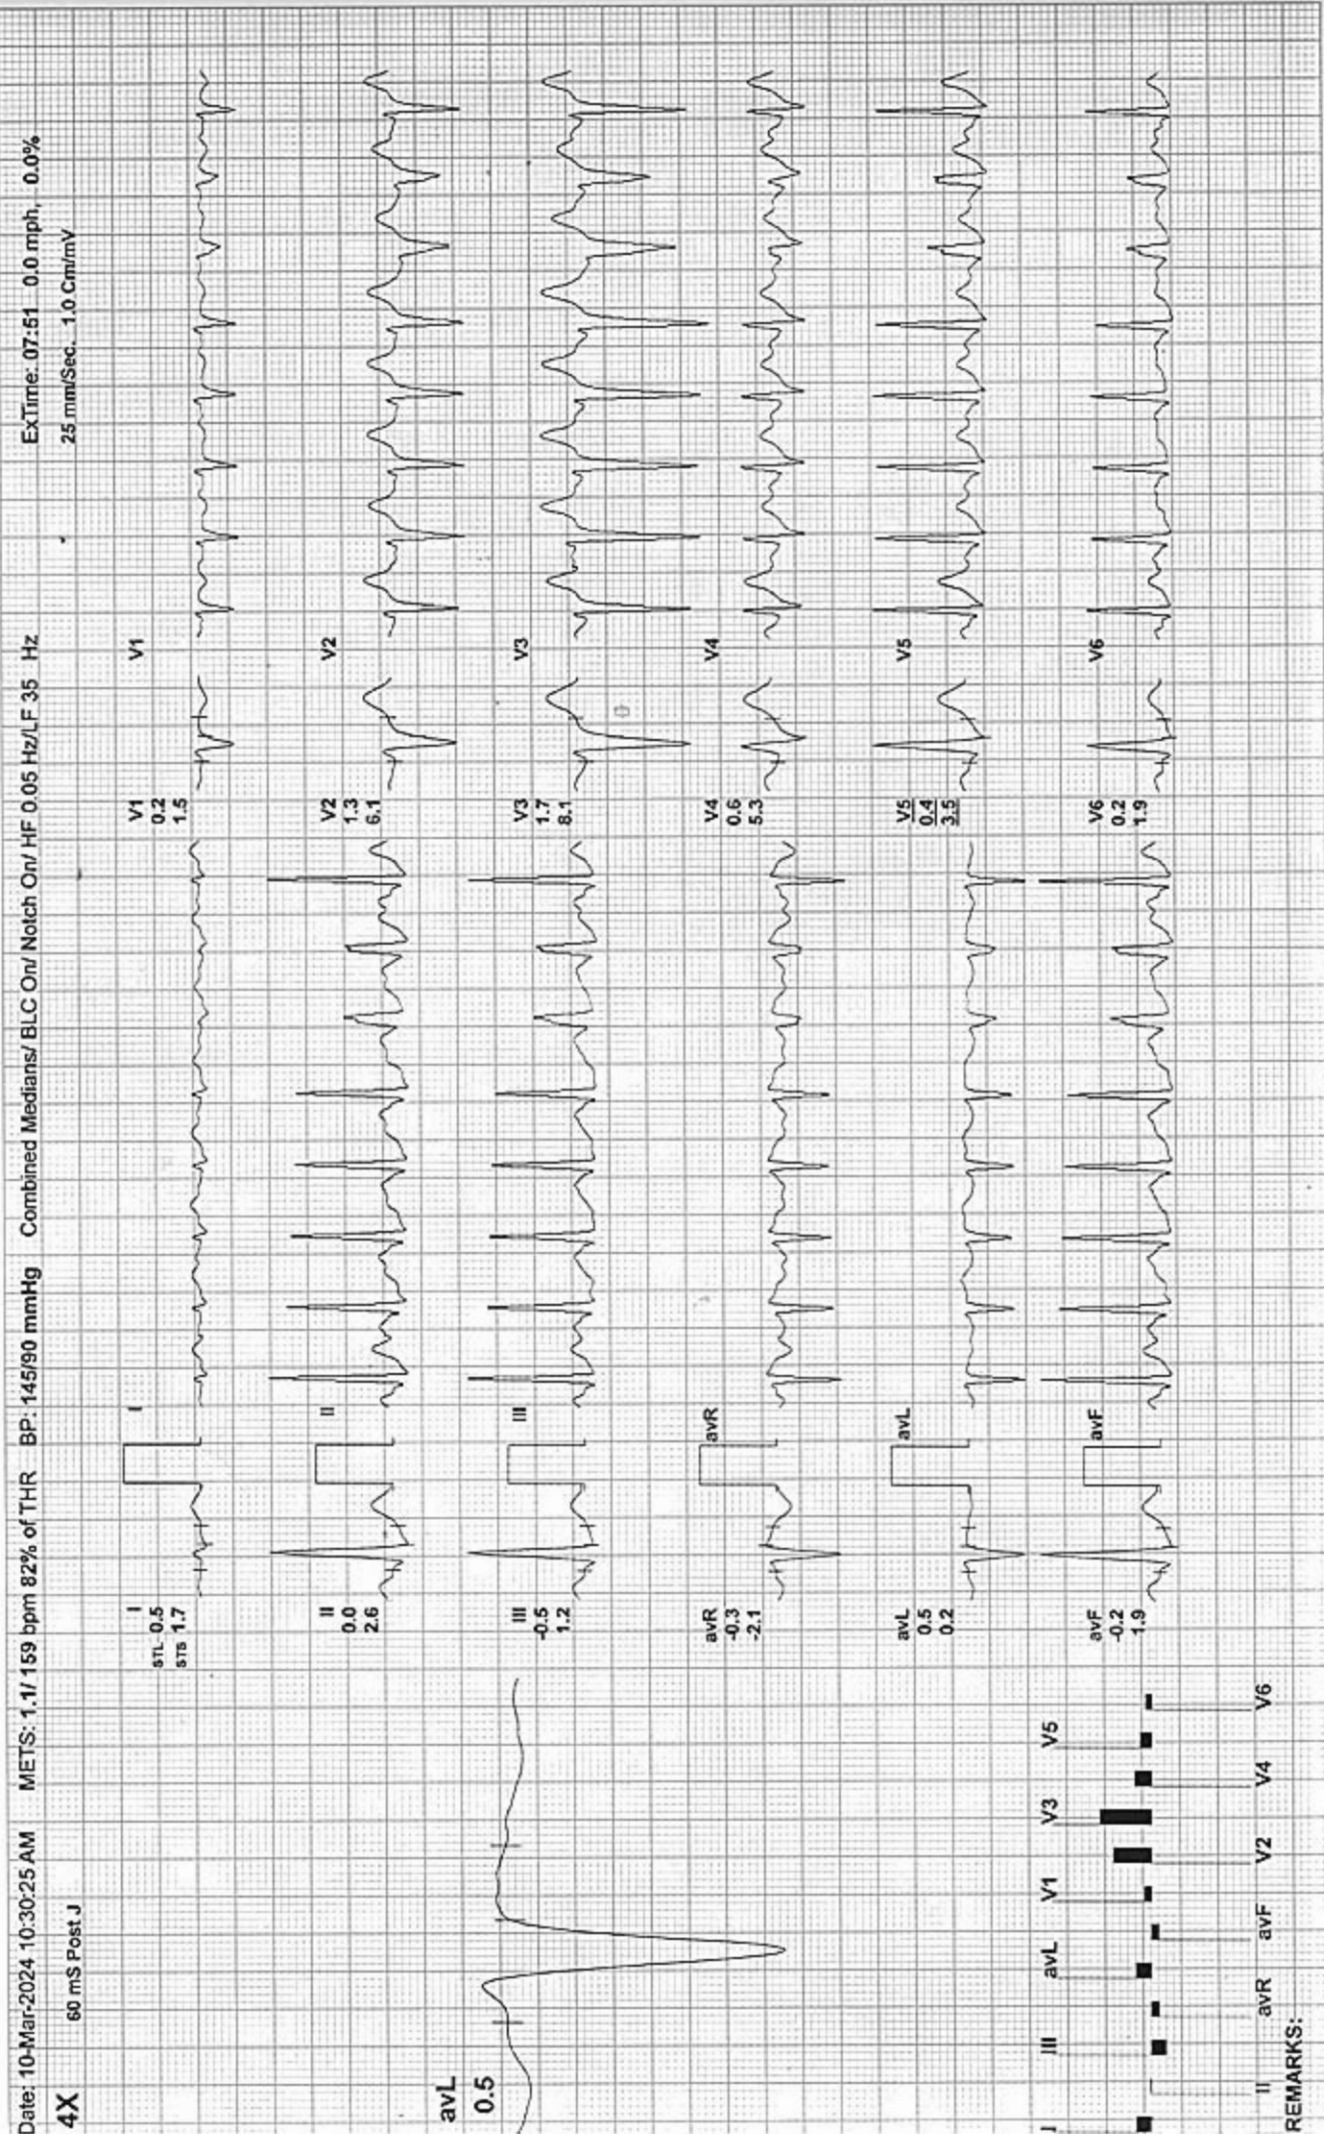 Date: 10-Mar-2024 10:30:25 AM METS: 1.1/ 159 bpm 82% of THR BP: 145/90 mmHg Combined Medians/ BLC On/ Notch On/ HF 0.05 Hz/LF 35 Hz ExTime: 07:51 0.0 mph, 0.0%
4X 60 mS Post J 25 mm/Sec. 1.0 Cm/mV
I
STL 0.5
STS 1.7
I
V1
0.2
1.5
V1
II
0.0
2.6
II
V2
1.3
6.1
V2
avL
0.5
III
-0.5
1.2
III
V3
1.7
8.1
V3
avR
-0.3
-2.1
avR
V4
0.6
5.3
V4
avL
0.5
0.2
avL
V5
0.4
3.5
V5
avF
-0.2
1.9
avF
V6
0.2
1.9
V6
I III avL V1 V3 V5
II avR avF V2 V4 V6
REMARKS: